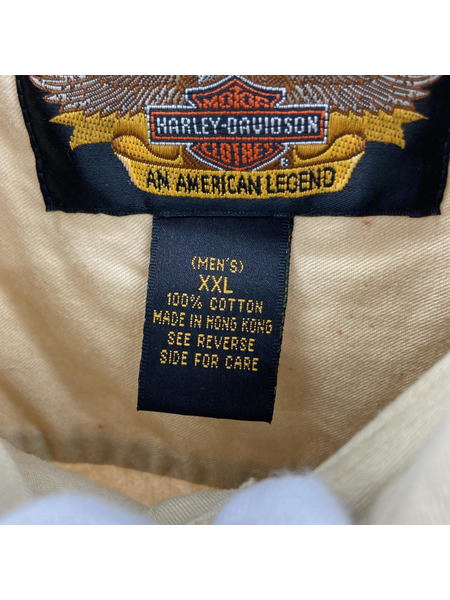 MOTOR
HARLEY-DAVIDSON
CLOTHES
®
AN AMERICAN LEGEND
(MEN'S)
XXL
100% COTTON
MADE IN HONG KONG
SEE REVERSE
SIDE FOR CARE